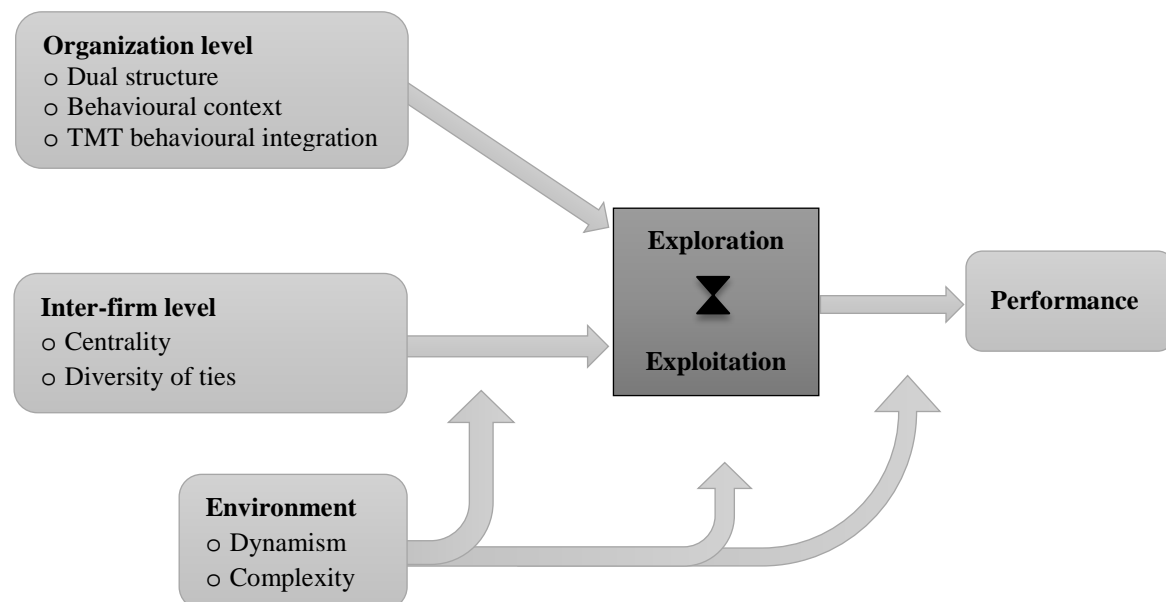 Organization level
o Dual structure
o Behavioural context
o TMT behavioural integration
Inter-firm level
o Centrality
o Diversity of ties
Environment
o Dynamism
o Complexity
Exploration
Exploitation
Performance